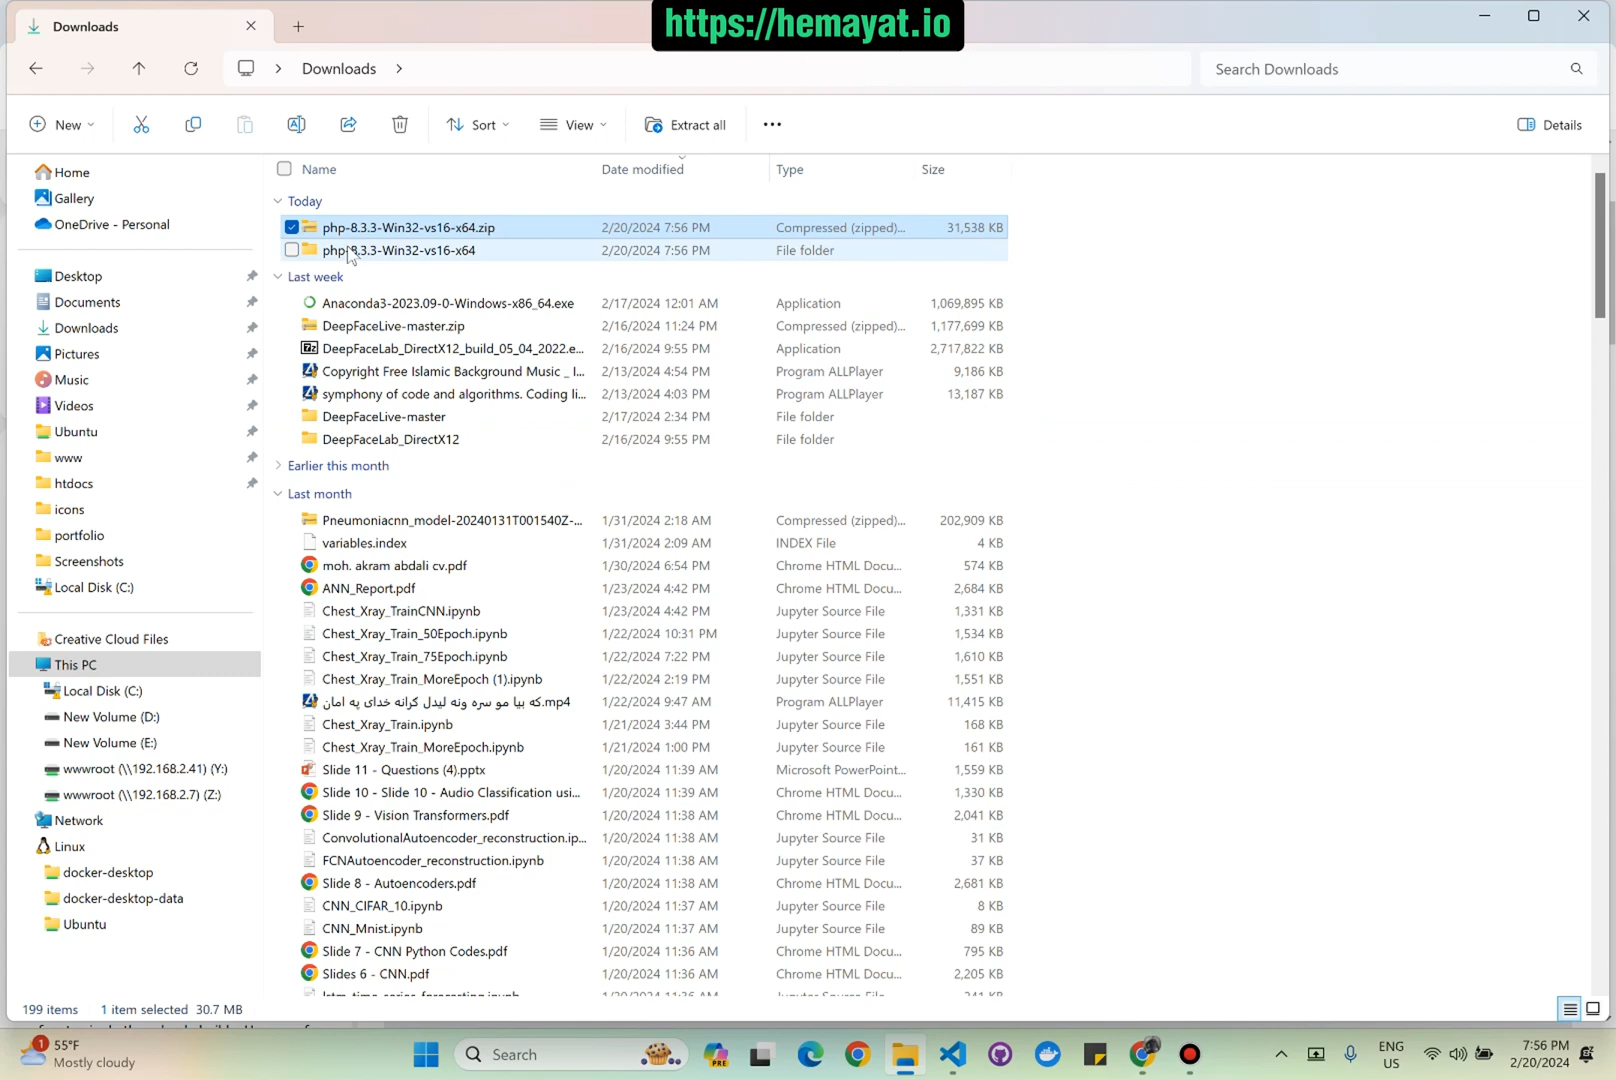 https://hemayat.io
Downloads
Downloads
Search Downloads
New
Sort
View
Extract all
Details
Name Date modified Type Size
Home
Gallery
OneDrive - Personal
Desktop
Documents
Downloads
Pictures
Music
Videos
Ubuntu
www
htdocs
icons
portfolio
Screenshots
Local Disk (C:)
Creative Cloud Files
This PC
Local Disk (C:)
New Volume (D:)
New Volume (E:)
wwwroot (\\192.168.2.41) (Y:)
wwwroot (\\192.168.2.7) (Z:)
Network
Linux
docker-desktop
docker-desktop-data
Ubuntu
Today
php-8.3.3-Win32-vs16-x64.zip 2/20/2024 7:56 PM Compressed (zipped)... 31,538 KB
php-8.3.3-Win32-vs16-x64 2/20/2024 7:56 PM File folder
Last week
Anaconda3-2023.09-0-Windows-x86_64.exe 2/17/2024 12:01 AM Application 1,069,895 KB
DeepFaceLive-master.zip 2/16/2024 11:24 PM Compressed (zipped)... 1,177,699 KB
DeepFaceLab_DirectX12_build_05_04_2022.e... 2/16/2024 9:55 PM Application 2,717,822 KB
Copyright Free Islamic Background Music _ I... 2/13/2024 4:54 PM Program ALLPlayer 9,186 KB
symphony of code and algorithms. Coding li... 2/13/2024 4:03 PM Program ALLPlayer 13,187 KB
DeepFaceLive-master 2/17/2024 2:34 PM File folder
DeepFaceLab_DirectX12 2/16/2024 9:55 PM File folder
Earlier this month
Last month
Pneumoniacnn_model-20240131T001540Z-... 1/31/2024 2:18 AM Compressed (zipped)... 202,909 KB
variables.index 1/31/2024 2:09 AM INDEX File 4 KB
moh. akram abdali cv.pdf 1/30/2024 6:54 PM Chrome HTML Docu... 574 KB
ANN_Report.pdf 1/23/2024 4:42 PM Chrome HTML Docu... 2,684 KB
Chest_Xray_TrainCNN.ipynb 1/23/2024 4:42 PM Jupyter Source File 1,331 KB
Chest_Xray_Train_50Epoch.ipynb 1/22/2024 10:31 PM Jupyter Source File 1,534 KB
Chest_Xray_Train_75Epoch.ipynb 1/22/2024 7:22 PM Jupyter Source File 1,610 KB
Chest_Xray_Train_MoreEpoch (1).ipynb 1/22/2024 2:19 PM Jupyter Source File 1,551 KB
که بیا مو سره ونه لیدل کرانه خدای په امان.mp4 1/22/2024 9:47 AM Program ALLPlayer 11,415 KB
Chest_Xray_Train.ipynb 1/21/2024 3:44 PM Jupyter Source File 168 KB
Chest_Xray_Train_MoreEpoch.ipynb 1/21/2024 1:00 PM Jupyter Source File 161 KB
Slide 11 - Questions (4).pptx 1/20/2024 11:39 AM Microsoft PowerPoint... 1,559 KB
Slide 10 - Slide 10 - Audio Classification usi... 1/20/2024 11:39 AM Chrome HTML Docu... 1,330 KB
Slide 9 - Vision Transformers.pdf 1/20/2024 11:38 AM Chrome HTML Docu... 2,041 KB
ConvolutionalAutoencoder_reconstruction.ip... 1/20/2024 11:38 AM Jupyter Source File 31 KB
FCNAutoencoder_reconstruction.ipynb 1/20/2024 11:38 AM Jupyter Source File 37 KB
Slide 8 - Autoencoders.pdf 1/20/2024 11:38 AM Chrome HTML Docu... 2,681 KB
CNN_CIFAR_10.ipynb 1/20/2024 11:37 AM Jupyter Source File 8 KB
CNN_Mnist.ipynb 1/20/2024 11:37 AM Jupyter Source File 89 KB
Slide 7 - CNN Python Codes.pdf 1/20/2024 11:36 AM Chrome HTML Docu... 795 KB
Slides 6 - CNN.pdf 1/20/2024 11:36 AM Chrome HTML Docu... 2,205 KB
199 items 1 item selected 30.7 MB
1
55°F
Mostly cloudy
Search
PRE
ENG
US
7:56 PM
2/20/2024